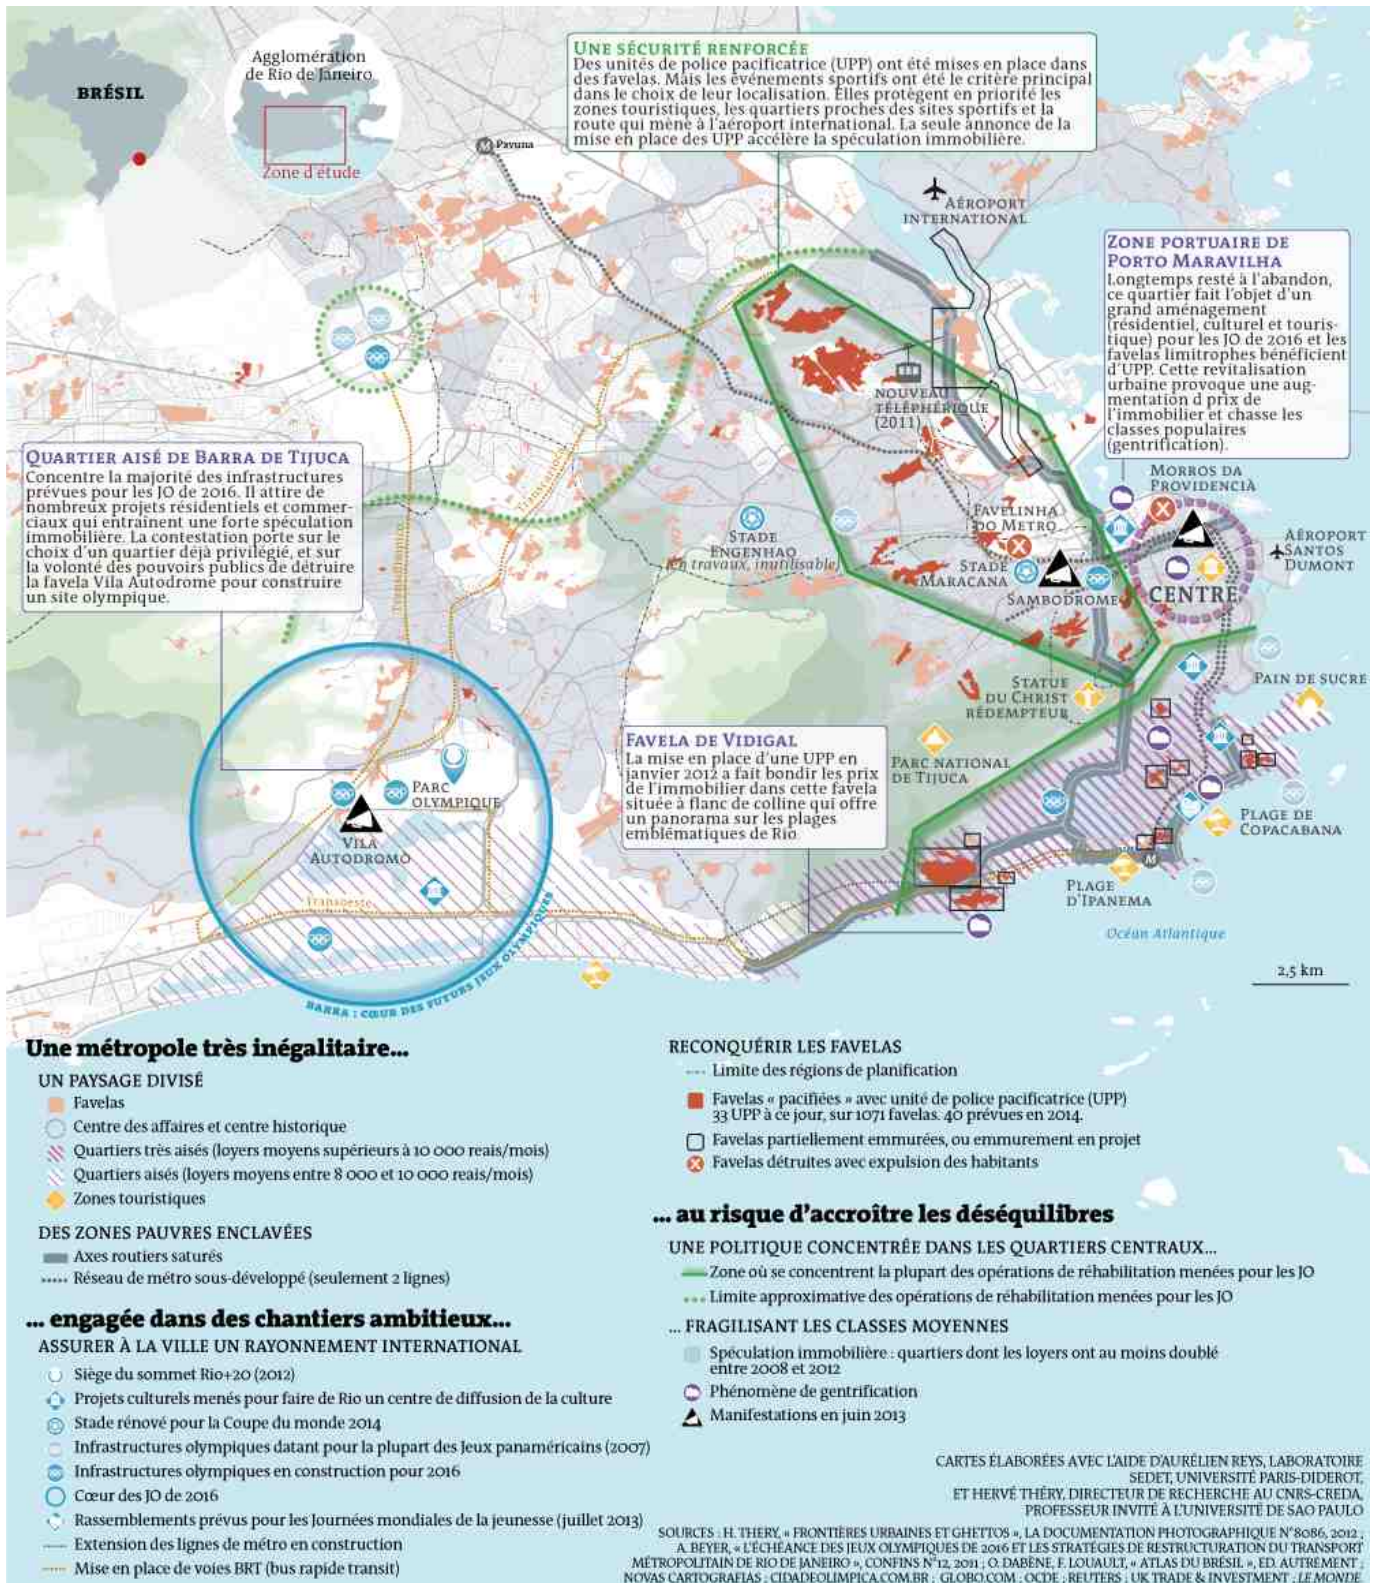 BRÉSIL
Agglomération
de Rio de Janeiro
Zone d'étude
Pavuna
UNE SÉCURITÉ RENFORCÉE
Des unités de police pacificatrice (UPP) ont été mises en place dans
des favelas. Mais les événements sportifs ont été le critère principal
dans le choix de leur localisation. Elles protègent en priorité les
zones touristiques, les quartiers proches des sites sportifs et la
route qui mène à l'aéroport international. La seule annonce de la
mise en place des UPP accélère la spéculation immobilière.
AÉROPORT
INTERNATIONAL
ZONE PORTUAIRE DE
PORTO MARAVILHA
Longtemps resté à l'abandon,
ce quartier fait l'objet d'un
grand aménagement
(résidentiel, culturel et touris-
tique) pour les JO de 2016 et les
favelas limitrophes bénéficient
d'UPP. Cette revitalisation
urbaine provoque une aug-
mentation d prix de
l'immobilier et chasse les
classes populaires
(gentrification).
NOUVEAU
TÉLÉPHÉRIQUE
(2011)
QUARTIER AISÉ DE BARRA DE TIJUCA
Concentre la majorité des infrastructures
prévues pour les JO de 2016. Il attire de
nombreux projets résidentiels et commer-
ciaux qui entraînent une forte spéculation
immobilière. La contestation porte sur le
choix d'un quartier déjà privilégié, et sur
la volonté des pouvoirs publics de détruire
la favela Vila Autodrome pour construire
un site olympique.
MORROS DA
PROVIDENCIA
FAVELINHA
DO METRO
STADE
ENGENHAO
(en travaux, inutilisable)
STADE
MARACANA
SAMBODROME
CENTRE
AÉROPORT
SANTOS
DUMONT
STATUE
DU CHRIST
RÉDEMPTEUR
PAIN DE SUCRE
FAVELA DE VIDIGAL
La mise en place d'une UPP en
janvier 2012 a fait bondir les prix
de l'immobilier dans cette favela
située à flanc de colline qui offre
un panorama sur les plages
emblématiques de Rio
PARC NATIONAL
DE TIJUCA
PARC
OLYMPIQUE
VILA
AUTODROMO
Transoeste
PLAGE DE
COPACABANA
PLAGE
D'IPANEMA
Océan Atlantique
2,5 km
BARRA : CŒUR DES FUTURS JEUX OLYMPIQUES
Une métropole très inégalitaire...
UN PAYSAGE DIVISÉ
Favelas
Centre des affaires et centre historique
Quartiers très aisés (loyers moyens supérieurs à 10 000 reais/mois)
Quartiers aisés (loyers moyens entre 8 000 et 10 000 reais/mois)
Zones touristiques
DES ZONES PAUVRES ENCLAVÉES
Axes routiers saturés
Réseau de métro sous-développé (seulement 2 lignes)
... engagée dans des chantiers ambitieux...
ASSURER À LA VILLE UN RAYONNEMENT INTERNATIONAL
Siège du sommet Rio+20 (2012)
Projets culturels menés pour faire de Rio un centre de diffusion de la culture
Stade rénové pour la Coupe du monde 2014
Infrastructures olympiques datant pour la plupart des Jeux panaméricains (2007)
Infrastructures olympiques en construction pour 2016
Cœur des JO de 2016
Rassemblements prévus pour les Journées mondiales de la jeunesse (juillet 2013)
Extension des lignes de métro en construction
Mise en place de voies BRT (bus rapide transit)
RECONQUÉRIR LES FAVELAS
Limite des régions de planification
Favelas « pacifiées » avec unité de police pacificatrice (UPP)
33 UPP à ce jour, sur 1071 favelas. 40 prévues en 2014.
Favelas partiellement emmurées, ou emmurement en projet
Favelas détruites avec expulsion des habitants
... au risque d'accroître les déséquilibres
UNE POLITIQUE CONCENTRÉE DANS LES QUARTIERS CENTRAUX...
Zone où se concentrent la plupart des opérations de réhabilitation menées pour les JO
Limite approximative des opérations de réhabilitation menées pour les JO
... FRAGILISANT LES CLASSES MOYENNES
Spéculation immobilière : quartiers dont les loyers ont au moins doublé
entre 2008 et 2012
Phénomène de gentrification
Manifestations en juin 2013
CARTES ÉLABORÉES AVEC L'AIDE D'AURÉLIEN REYS, LABORATOIRE
SEDET, UNIVERSITÉ PARIS-DIDEROT,
ET HERVÉ THÉRY, DIRECTEUR DE RECHERCHE AU CNRS-CREDA,
PROFESSEUR INVITÉ À L'UNIVERSITÉ DE SAO PAULO
SOURCES : H. THERY, « FRONTIÈRES URBAINES ET GHETTOS », LA DOCUMENTATION PHOTOGRAPHIQUE N°8086, 2012 ;
A. BEYER, « L'ÉCHÉANCE DES JEUX OLYMPIQUES DE 2016 ET LES STRATÉGIES DE RESTRUCTURATION DU TRANSPORT
MÉTROPOLITAIN DE RIO DE JANEIRO », CONFINS N°12, 2011 ; O. DABÈNE, F. LOUAULT, « ATLAS DU BRÉSIL », ED. AUTREMENT ;
NOVAS CARTOGRAFIAS ; CIDADEOLIMPICA.COM.BR ; GLOBO.COM ; OCDE ; REUTERS ; UK TRADE & INVESTMENT ; LE MONDE.